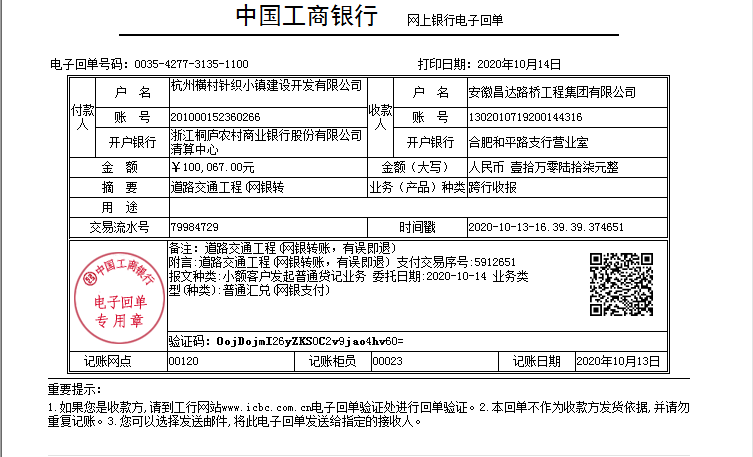 中国工商银行 网上银行电子回单
电子回单号码: 0035-4277-3135-1100 打印日期: 2020年10月14日
付款人 户 名 杭州横村针织小镇建设开发有限公司 收款人 户 名 安徽昌达路桥工程集团有限公司
账 号 201000152360266 账 号 1302010719200144316
开户银行 浙江桐庐农村商业银行股份有限公司清算中心 开户银行 合肥和平路支行营业室
金 额 ￥100,067.00元 金额（大写） 人民币 壹拾万零陆拾柒元整
摘 要 道路交通工程(网银转 业务（产品）种类 跨行收报
用 途
交易流水号 79984729 时间戳 2020-10-13-16.39.39.374651
备注: 道路交通工程(网银转账，有误即退)
附言:道路交通工程(网银转账，有误即退) 支付交易序号:5912651
报文种类:小额客户发起普通贷记业务 委托日期:2020-10-14 业务类
型(种类):普通汇兑(网银支付)
中国工商银行
电子回单
专用章
验证码: OojDojmI26yZKS0C2v9jao4hv60=
记账网点 00120 记账柜员 00023 记账日期 2020年10月13日
重要提示:
1.如果您是收款方,请到工行网站www.icbc.com.cn电子回单验证处进行回单验证。2.本回单不作为收款方发货依据,并请勿
重复记账。3.您可以选择发送邮件,将此电子回单发送给指定的接收人。